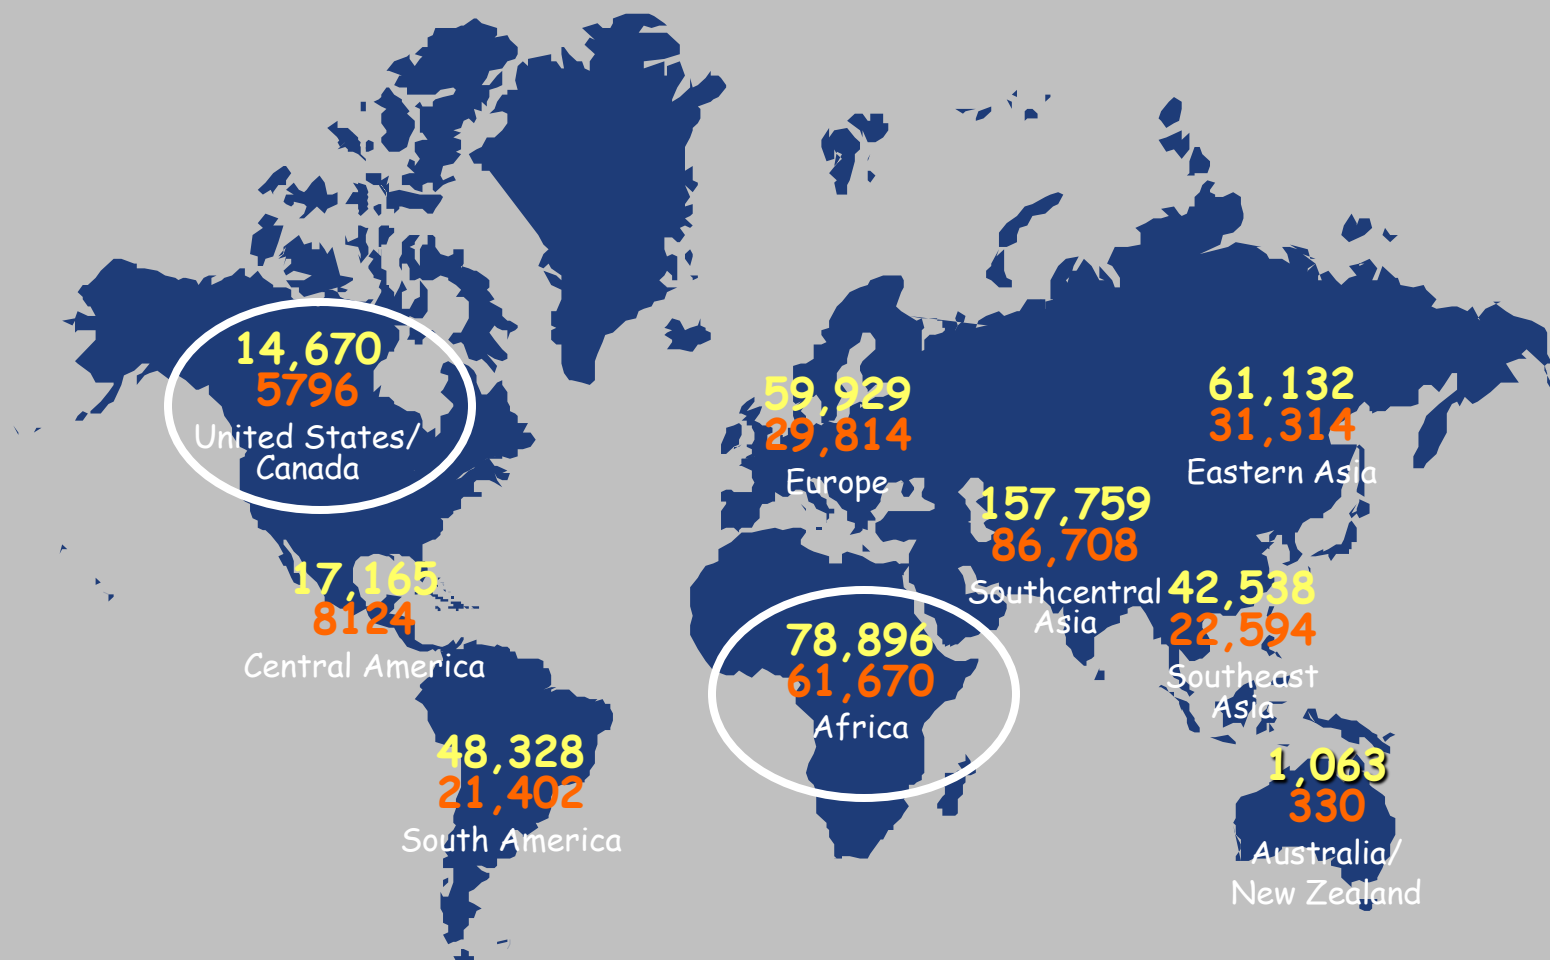 14,670
5796
United States/
Canada
59,929
29,814
Europe
61,132
31,314
Eastern Asia
157,759
86,708
Southcentral
Asia
17,165
8124
Central America
42,538
22,594
Southeast
Asia
78,896
61,670
Africa
48,328
21,402
South America
1,063
330
Australia/
New Zealand